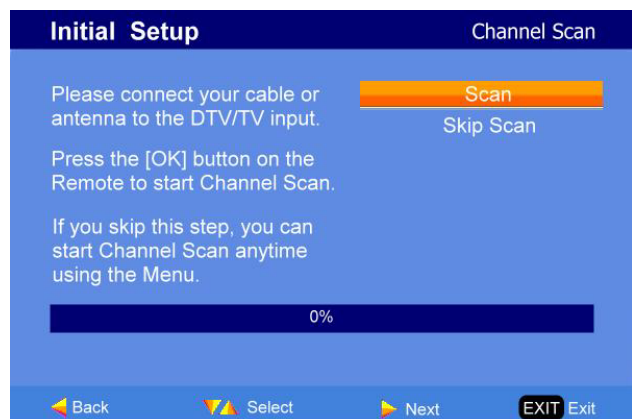 Initial Setup
Channel Scan
Please connect your cable or
antenna to the DTV/TV input.
Press the [OK] button on the
Remote to start Channel Scan.
If you skip this step, you can
start Channel Scan anytime
using the Menu.
Scan
Skip Scan
0%
Back Select Next EXIT Exit